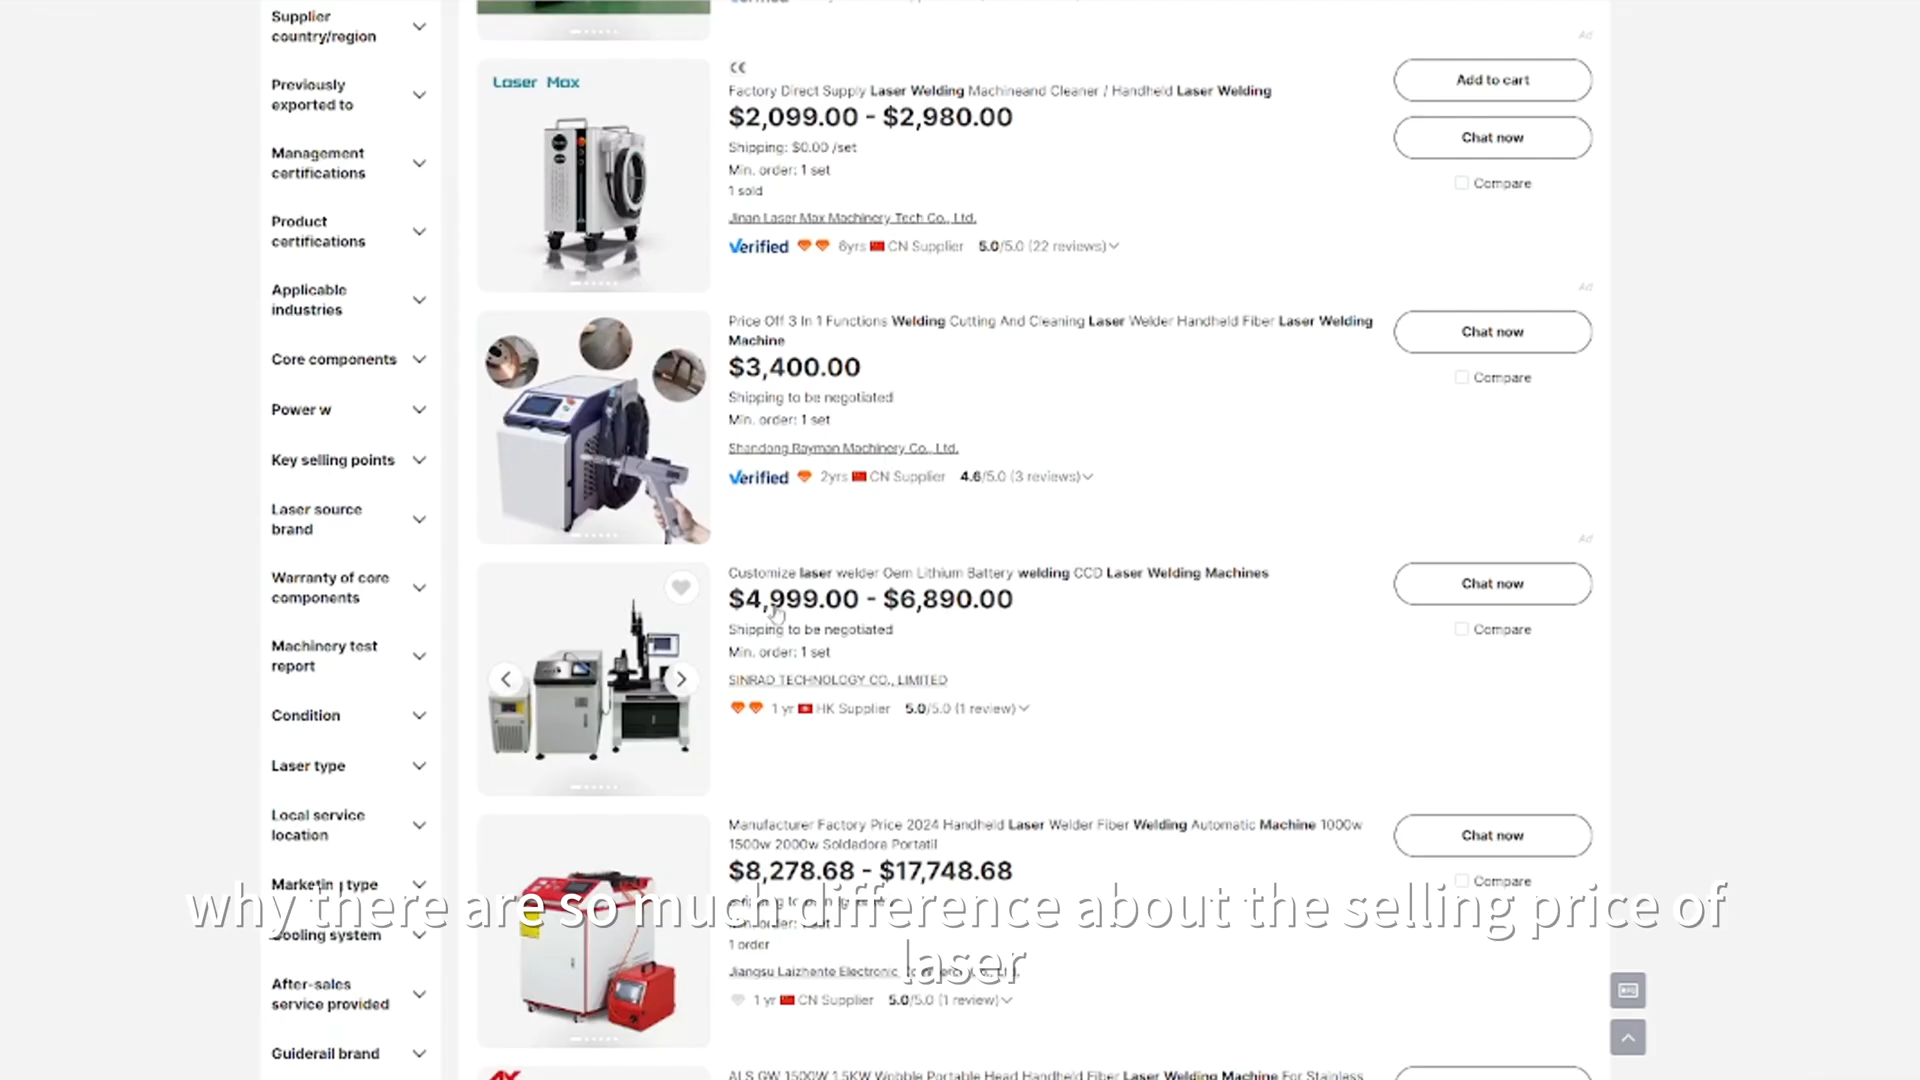 Supplier
country/region
Previously
exported to
Management
certifications
Product
certifications
Applicable
industries
Core components
Power w
Key selling points
Laser source
brand
Warranty of core
components
Machinery test
report
Condition
Laser type
Local service
location
Cooling system
After-sales
service provided
Guiderail brand
Ad
Laser Max
CE
Factory Direct Supply Laser Welding Machineand Cleaner / Handheld Laser Welding
$2,099.00 - $2,980.00
Shipping: $0.00 /set
Min. order: 1 set
1 sold
Jinan Laser Max Machinery Tech Co., Ltd.
Verified 6yrs CN Supplier 5.0/5.0 (22 reviews)
Add to cart
Chat now
Compare
Ad
Price Off 3 In 1 Functions Welding Cutting And Cleaning Laser Welder Handheld Fiber Laser Welding
Machine
$3,400.00
Shipping to be negotiated
Min. order: 1 set
Shandong Rayman Machinery Co., Ltd.
Verified 2yrs CN Supplier 4.6/5.0 (3 reviews)
Chat now
Compare
Ad
Customize laser welder Oem Lithium Battery welding CCD Laser Welding Machines
$4,999.00 - $6,890.00
Shipping to be negotiated
Min. order: 1 set
SINRAD TECHNOLOGY CO., LIMITED
1 yr HK Supplier 5.0/5.0 (1 review)
Chat now
Compare
Manufacturer Factory Price 2024 Handheld Laser Welder Fiber Welding Automatic Machine 1000w
1500w 2000w Soldadora Portatil
$8,278.68 - $17,748.68
1 order
Jiangsu Laizhente Electronic
1 yr CN Supplier 5.0/5.0 (1 review)
Chat now
Compare
ALS GW 1500W 1.5KW Wobble Portable Head Handheld Fiber Laser Welding Machine For Stainless
why there are so much difference about the selling price of
laser